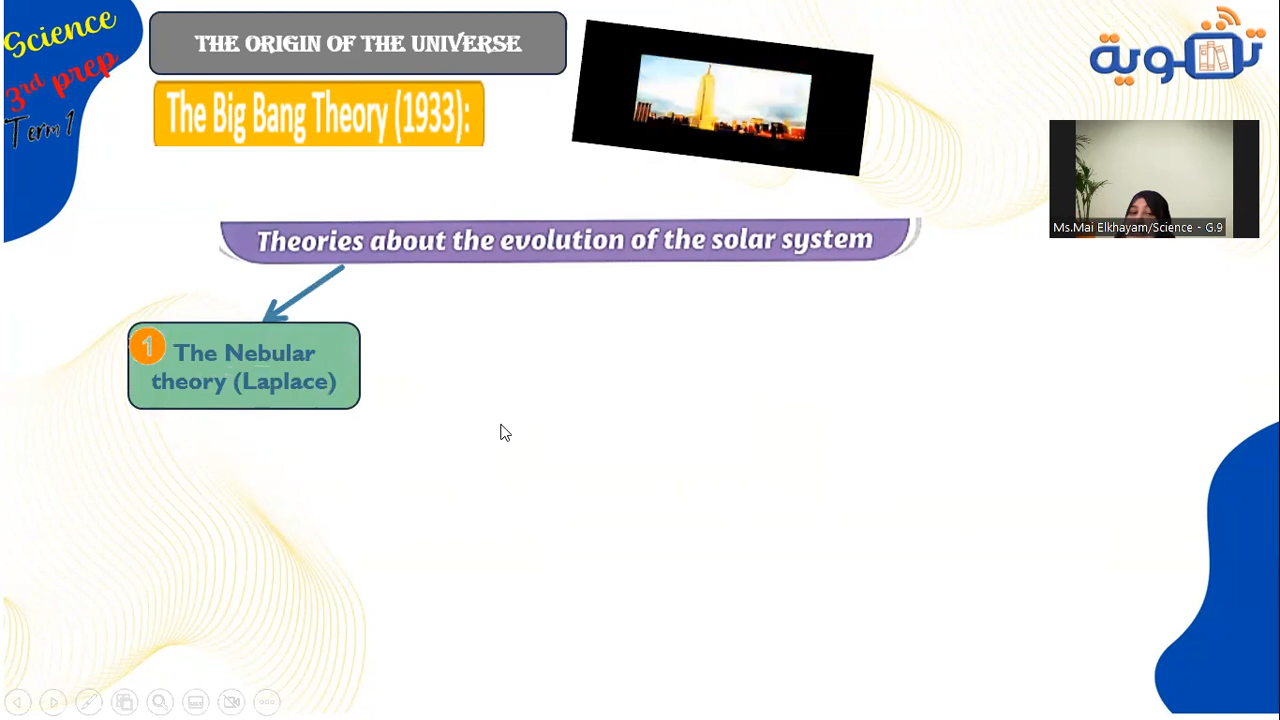 Science
3rd prep
Term 1
THE ORIGIN OF THE UNIVERSE
The Big Bang Theory (1933):
تقوية
Ms.Mai Elkhayam/Science - G.9
Theories about the evolution of the solar system
1
The Nebular
theory (Laplace)